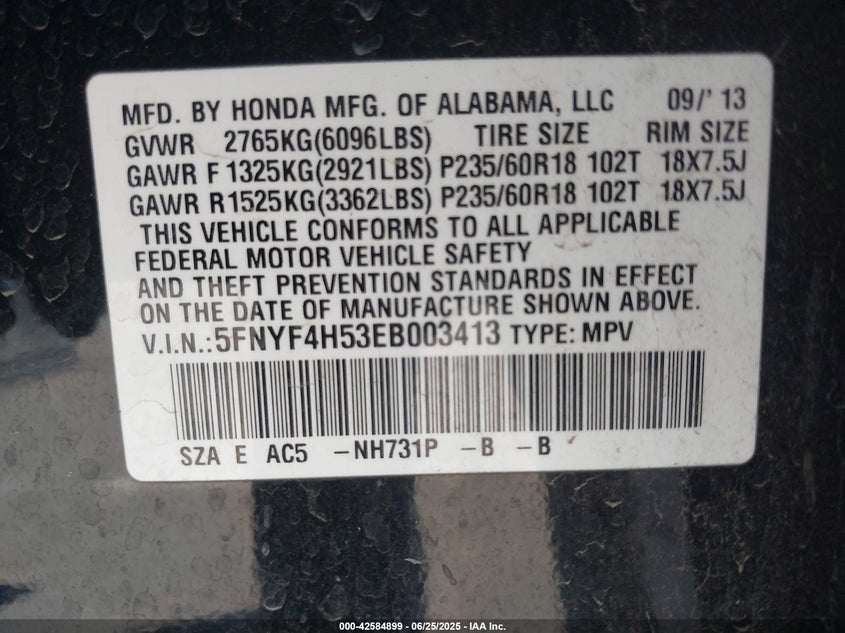 MFD. BY HONDA MFG. OF ALABAMA, LLC 09/' 13
GVWR 2765KG(6096LBS) TIRE SIZE RIM SIZE
GAWR F 1325KG(2921LBS) P235/60R18 102T 18X7.5J
GAWR R1525KG(3362LBS) P235/60R18 102T 18X7.5J
THIS VEHICLE CONFORMS TO ALL APPLICABLE
FEDERAL MOTOR VEHICLE SAFETY
AND THEFT PREVENTION STANDARDS IN EFFECT
ON THE DATE OF MANUFACTURE SHOWN ABOVE.
V.I.N.:5FNYF4H53EB003413 TYPE: MPV
SZA E AC5 -NH731P -B -B
000-42584899 - 06/25/2025 - IAA Inc.